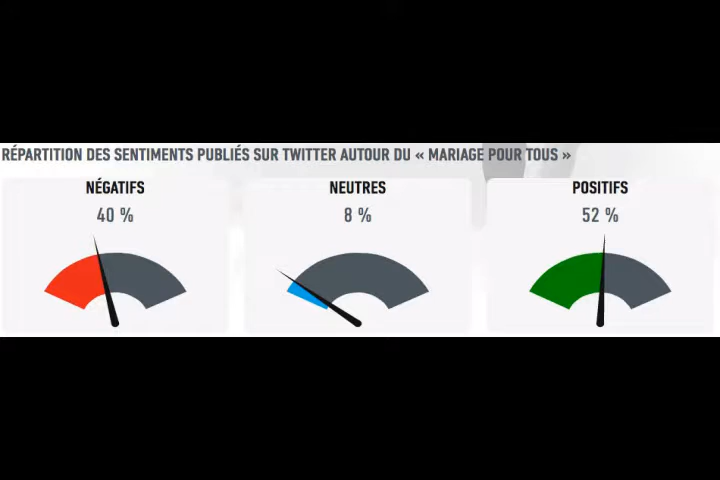 RÉPARTITION DES SENTIMENTS PUBLIÉS SUR TWITTER AUTOUR DU « MARIAGE POUR TOUS »
NÉGATIFS
40 %
NEUTRES
8 %
POSITIFS
52 %